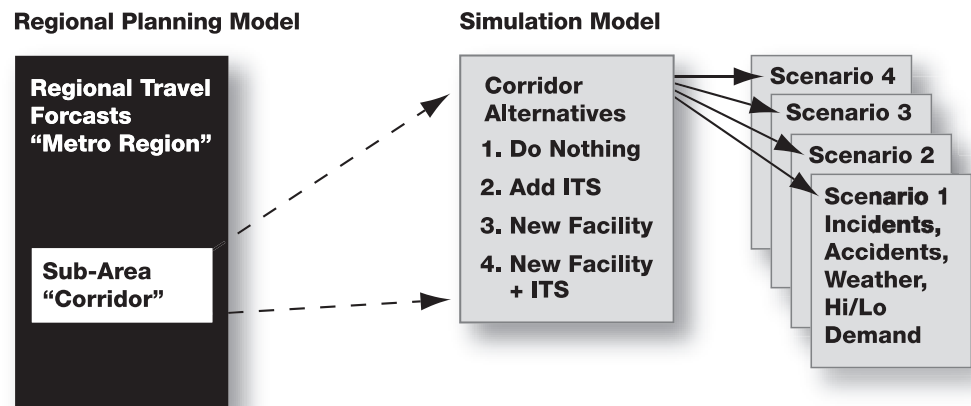 Regional Planning Model
Simulation Model
Regional Travel
Forcasts
“Metro Region”
Sub-Area
“Corridor”
Corridor
Alternatives
1. Do Nothing
2. Add ITS
3. New Facility
4. New Facility
+ ITS
Scenario 4
Scenario 3
Scenario 2
Scenario 1
Incidents,
Accidents,
Weather,
Hi/Lo
Demand